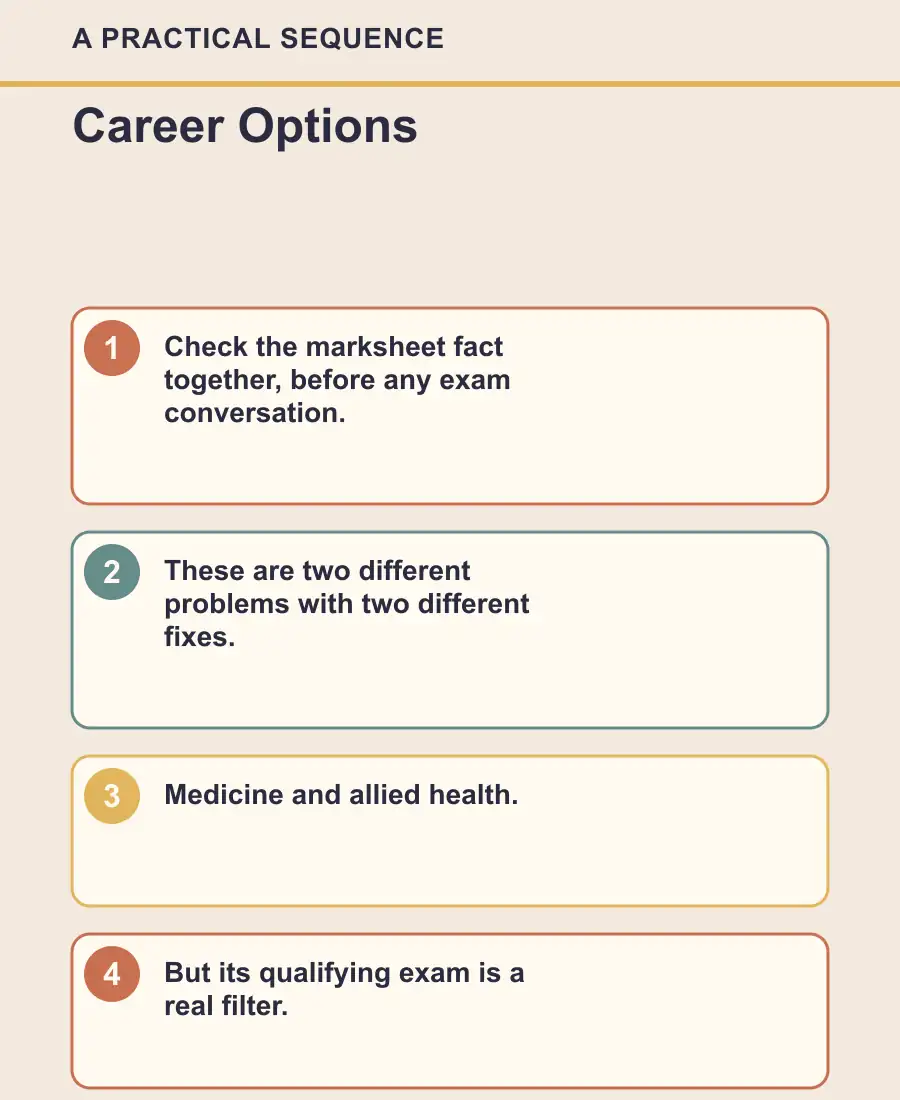 A PRACTICAL SEQUENCE
Career Options
1
Check the marksheet fact
together, before any exam
conversation.
2
These are two different
problems with two different
fixes.
3
Medicine and allied health.
4
But its qualifying exam is a
real filter.